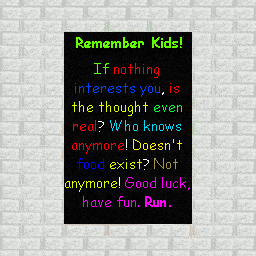 Remember Kids!
If nothing
interests you, is
the thought even
real? Who knows
anymore! Doesn't
food exist? Not
anymore! Good luck,
have fun. Run.